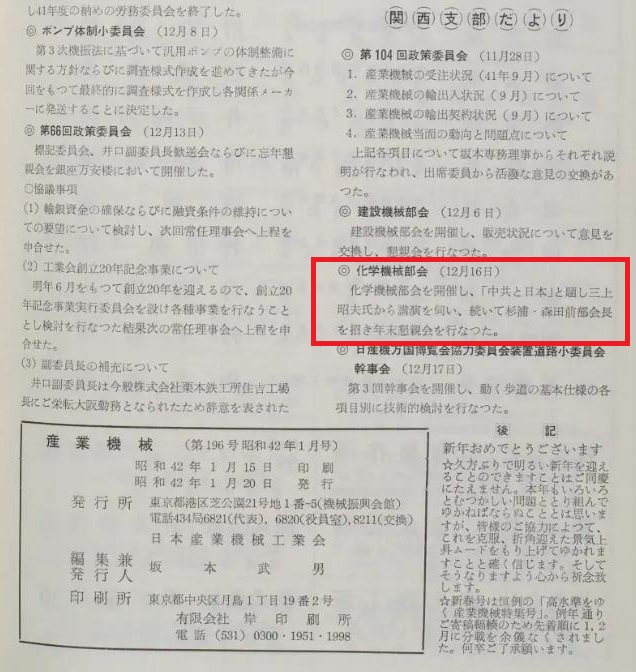 し41年度の納めの労務委員会を終了した。
◎ ポンプ体制小委員会 (12月8日)
第3次機振法に基づいて汎用ポンプの体制整備に
関する方針ならびに調査様式作成を進めてきたが今
回をもつて最終的に調査様式を作成し各関係メーカ
ーに発送することに決定した。
◎ 第66回政策委員会 (12月13日)
標記委員会、井口副委員長歓送会ならびに忘年懇
親会を銀座万安楼において開催した。
○協議事項
(1) 輸銀資金の確保ならびに融資条件の維持につい
ての要望について検討し、次回常任理事会へ上程を
申合せた。
(2) 工業会創立20年記念事業について
明年6月をもつて創立20年を迎えるので、創立20
年記念事業実行委員会を設け各種事業を行なうこと
とし検討を行なつた結果次の常任理事会へ上程を申
合せた。
(3) 副委員長の補充について
井口副委員長は今般株式会社栗本鉄工所住吉工場
長にご栄転大阪勤務となられたため辞意を表された
関西支部だより
◎ 第104回政策委員会 (11月28日)
1. 産業機械の受注状況(41年9月)について
2. 産業機械の輸出入状況(9月)について
3. 産業機械の輸出契約状況(9月)について
4. 産業機械当面の動向と問題点について
上記各項目について坂本専務理事からそれぞれ説
明が行なわれ、出席委員から活潑な意見の交換があ
つた。
◎ 建設機械部会 (12月6日)
建設機械部会を開催し、販売状況について意見を
交換し、懇親会を行なつた。
◎ 化学機械部会 (12月16日)
化学機械部会を開催し、「中共と日本」と題し三上
昭夫氏から講演を伺い、続いて杉浦・森田前部会長
を招き年末懇親会を行なつた。
◎ 日産機万国博覧会協力委員会装置道路小委員会
幹事会 (12月17日)
第3回幹事会を開催し、動く歩道の基本仕様の各
項目別に技術的検討を行なつた。
産業機械 (第196号昭和42年1月号)
昭和42年1月15日 印刷
昭和42年1月20日 発行
発行所 東京都港区芝公園21号地1番-5(機械振興会館)
電話434局6821(代表)、6820(役員室)、8211(交換)
日本産業機械工業会
編集兼
発行人 坂本武男
印刷所 東京都中央区月島1丁目19番2号
有限会社 岸印刷所
電話 (531) 0300・1951・1998
後記
新年おめでとうございます
☆久方ぶりで明るい新年を迎え
ることのできますことはご同慶
にたえません。本年もいろいろ
とむつかしい問題ととり組んで
ゆかねばならぬこととは思いま
すが、皆様のご協力によつて、
これを克服、折角迎えた景気上
昇ムードをもり上げてゆかれま
すことと確く信じます。そして
そうなりますよう心から祈念致
します。
☆新春号は恒例の「高水準をゆ
く産業機械特集号」。例年通り
ご寄稿輻輳のため先着順に1,2
月に分載を余儀なくされまし
た。何卒ご了承願います。